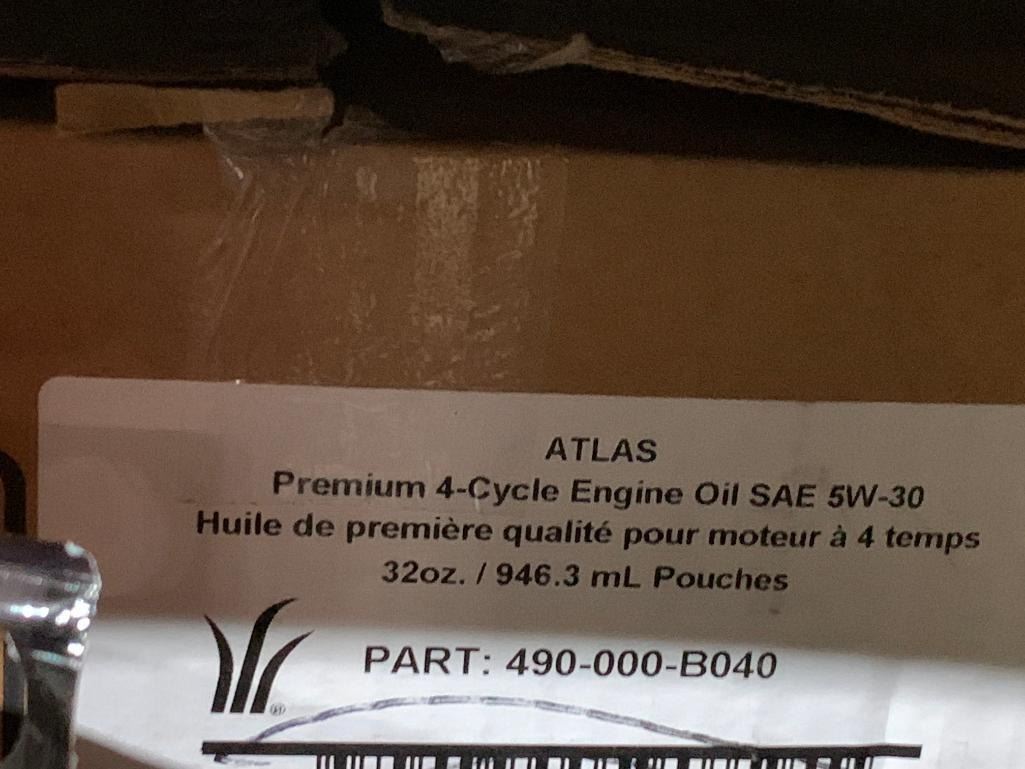 ATLAS
Premium 4-Cycle Engine Oil SAE 5W-30
Huile de première qualité pour moteur à 4 temps
32oz. / 946.3 mL Pouches
PART: 490-000-B040
®